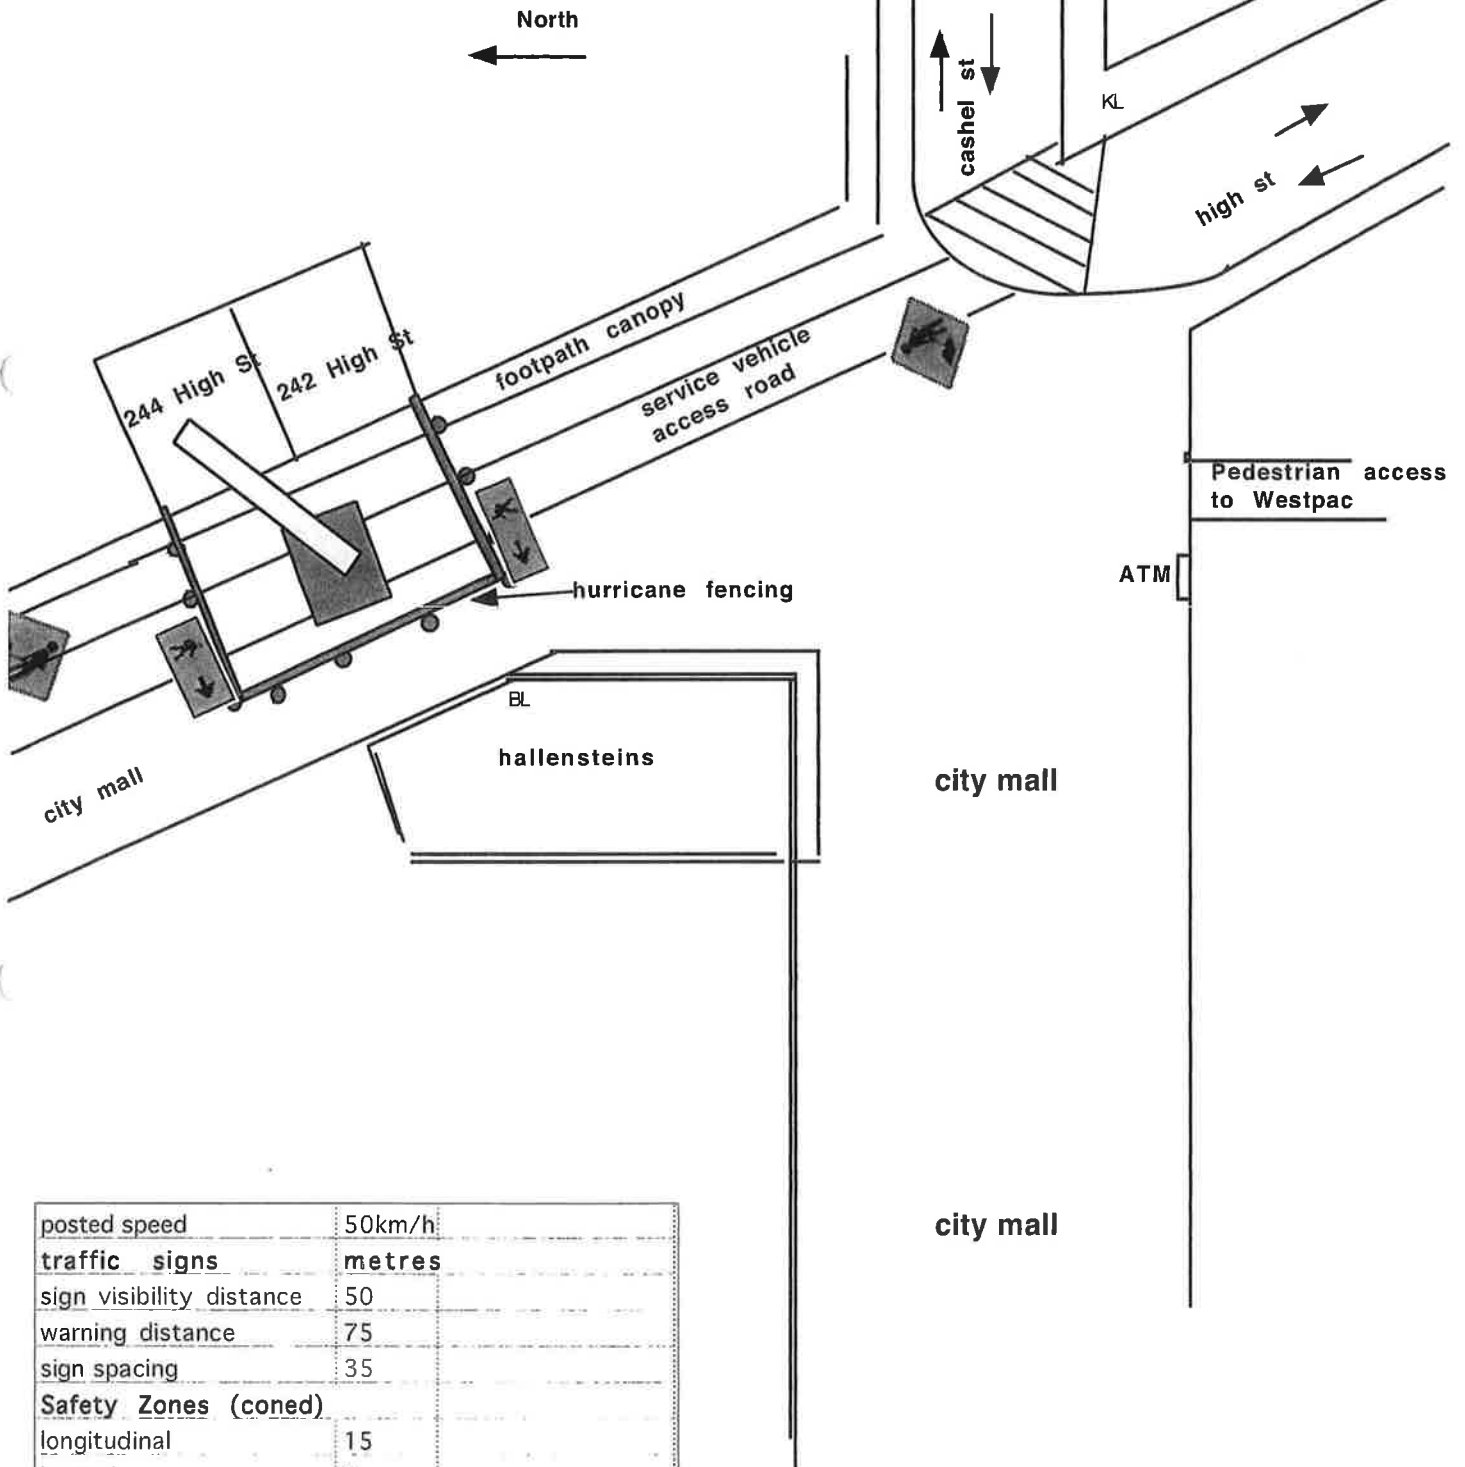 North
cashel st
KL
high st
footpath canopy
service vehicle
access road
244 High St
242 High St
Pedestrian access
to Westpac
ATM
hurricane fencing
BL
hallensteins
city mall
city mall
city mall
posted speed 50km/h
traffic signs metres
sign visibility distance 50
warning distance 75
sign spacing 35
Safety Zones (coned)
longitudinal 15